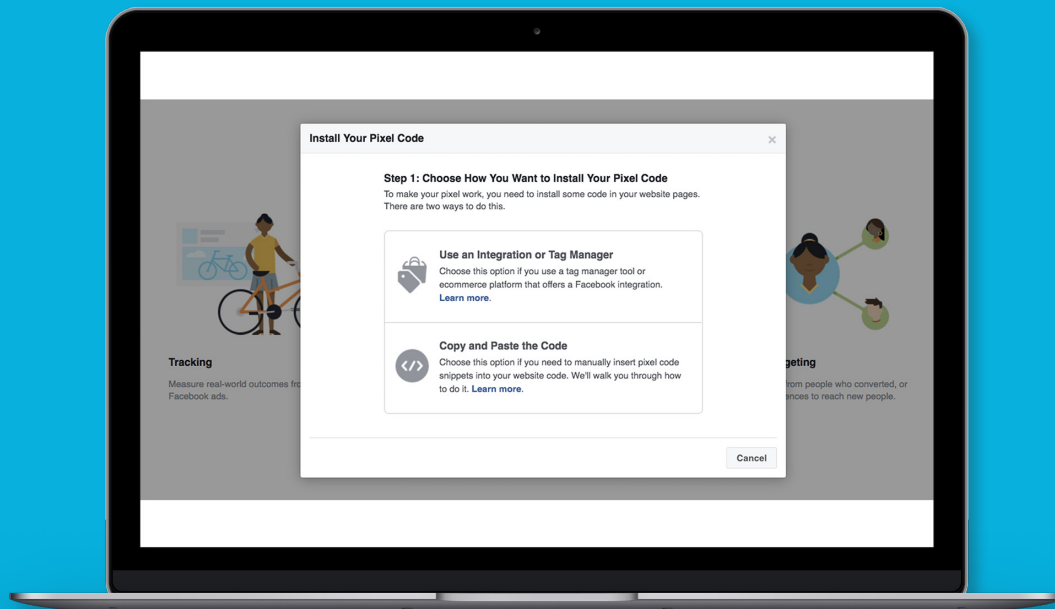 Install Your Pixel Code
×
Step 1: Choose How You Want to Install Your Pixel Code
To make your pixel work, you need to install some code in your website pages.
There are two ways to do this.
Use an Integration or Tag Manager
Choose this option if you use a tag manager tool or
ecommerce platform that offers a Facebook integration.
Learn more.
Copy and Paste the Code
</>
Choose this option if you need to manually insert pixel code
snippets into your website code. We'll walk you through how
to do it. Learn more.
Cancel
Tracking
Measure real-world outcomes
Facebook ads.
from people who converted, or
to reach new people.